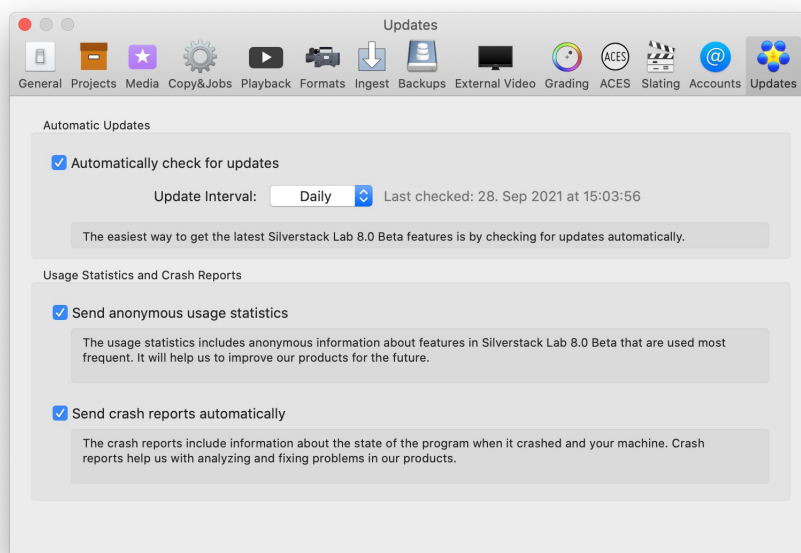 Updates
General Projects Media Copy&Jobs Playback Formats Ingest Backups External Video Grading ACES Slating Accounts Updates
ACES
Automatic Updates
Automatically check for updates
Update Interval: Daily Last checked: 28. Sep 2021 at 15:03:56
The easiest way to get the latest Silverstack Lab 8.0 Beta features is by checking for updates automatically.
Usage Statistics and Crash Reports
Send anonymous usage statistics
The usage statistics includes anonymous information about features in Silverstack Lab 8.0 Beta that are used most
frequent. It will help us to improve our products for the future.
Send crash reports automatically
The crash reports include information about the state of the program when it crashed and your machine. Crash
reports help us with analyzing and fixing problems in our products.